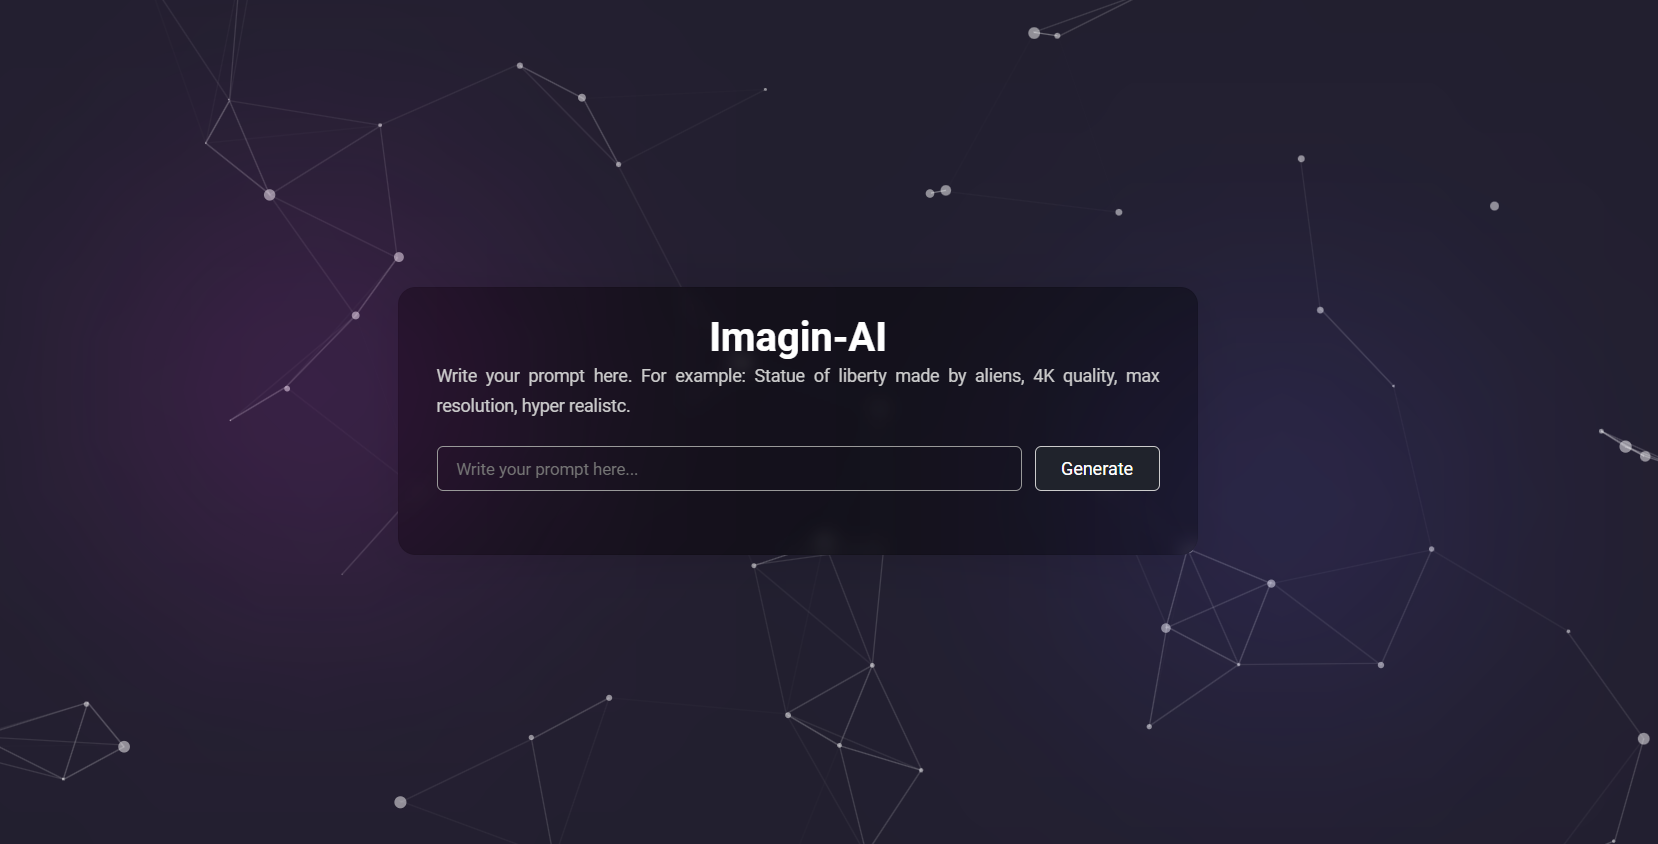 Imagin-AI
Write your prompt here. For example: Statue of liberty made by aliens, 4K quality, max
resolution, hyper realistc.
Write your prompt here...
Generate